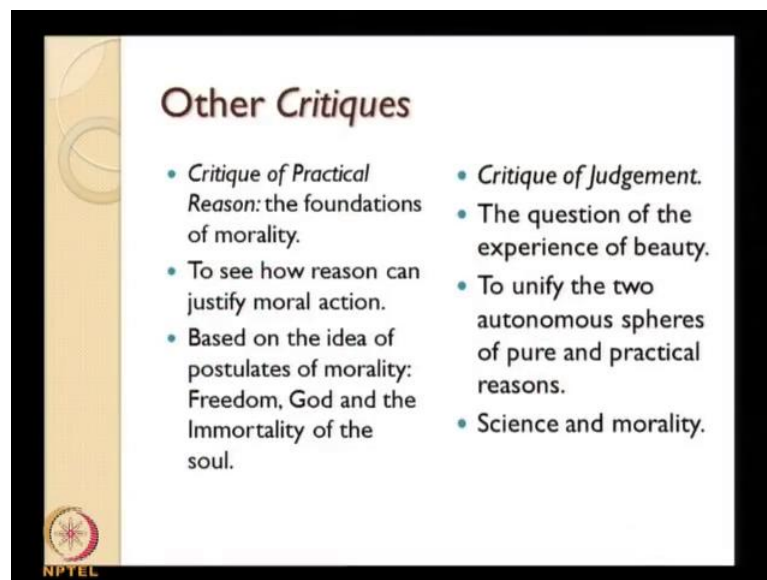 Other Critiques
• Critique of Practical
Reason: the foundations
of morality.
• To see how reason can
justify moral action.
• Based on the idea of
postulates of morality:
Freedom, God and the
Immortality of the
soul.
• Critique of Judgement.
• The question of the
experience of beauty.
• To unify the two
autonomous spheres
of pure and practical
reasons.
• Science and morality.
NPTEL